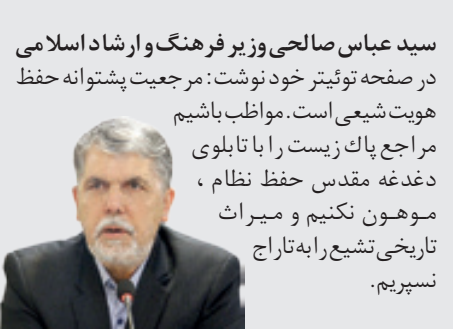 سید عباس صالحی وزیر فرهنگ و ارشاد اسلامی
در صفحه توئیتر خود نوشت: مرجعیت پشتوانه حفظ
هویت شیعی است. مواظب باشیم
مراجع پاك زیست را با تابلوی
دغدغه مقدس حفظ نظام ،
موهون نکنیم و میراث
تاریخی تشیع را به تاراج
نسپریم.